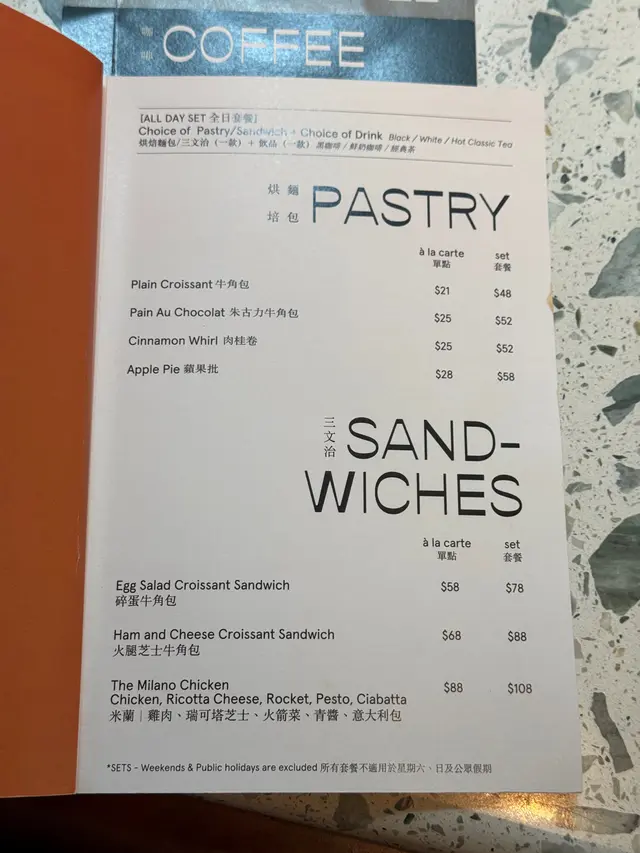 COFFEE
[ALL DAY SET 全日套餐]
Choice of Pastry/Sandwich + Choice of Drink Black / White / Hot Classic Tea
烘焙麵包/三文治（一款）+ 飲品（一款）黑咖啡 / 鮮奶咖啡 / 經典茶
烘 麵
培 包
PASTRY
à la carte set
單點 套餐
Plain Croissant 牛角包 $21 $48
Pain Au Chocolat 朱古力牛角包 $25 $52
Cinnamon Whirl 肉桂卷 $25 $52
Apple Pie 蘋果批 $28 $58
三文治
SAND-
WICHES
à la carte set
單點 套餐
Egg Salad Croissant Sandwich $58 $78
碎蛋牛角包
Ham and Cheese Croissant Sandwich $68 $88
火腿芝士牛角包
The Milano Chicken $88 $108
Chicken, Ricotta Cheese, Rocket, Pesto, Ciabatta
米蘭｜雞肉、瑞可塔芝士、火箭菜、青醬、意大利包
*SETS - Weekends & Public holidays are excluded 所有套餐不適用於星期六、日及公眾假期